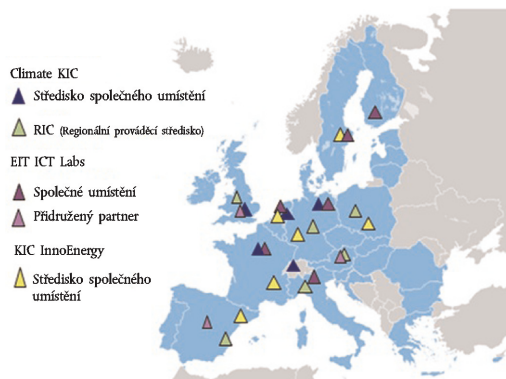 Climate KIC
Středisko společného umístění
RIC (Regionální prováděcí středisko)
EIT ICT Labs
Společné umístění
Přidružený partner
KIC InnoEnergy
Středisko společného
umístění